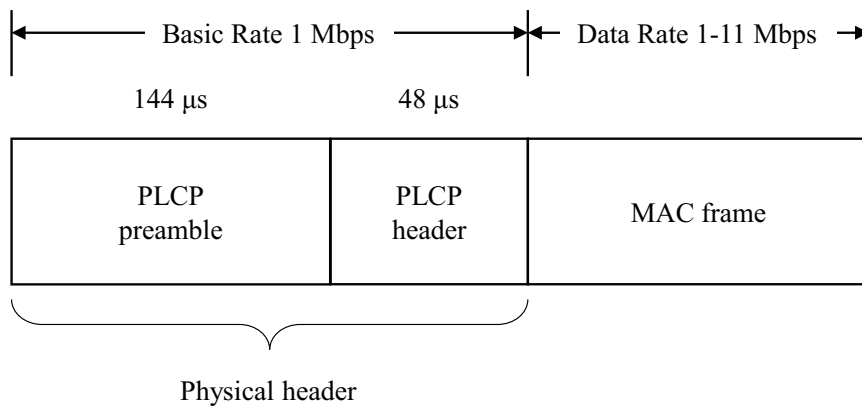 Basic Rate 1 Mbps
Data Rate 1-11 Mbps
144 μs
48 μs
PLCP
preamble
PLCP
header
MAC frame
Physical header